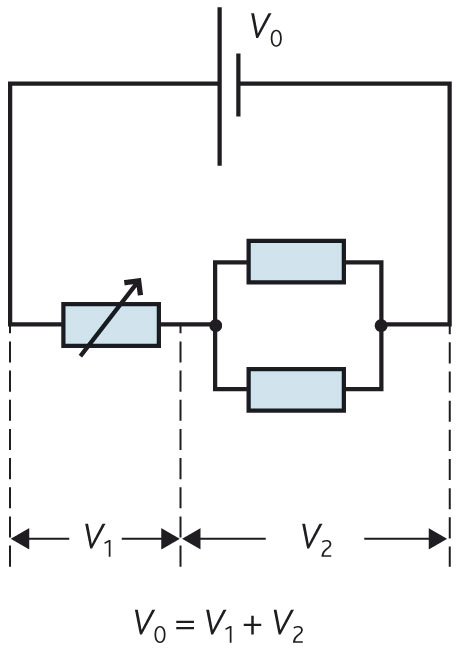 V₀
V₁ V₂
V₀ = V₁ + V₂